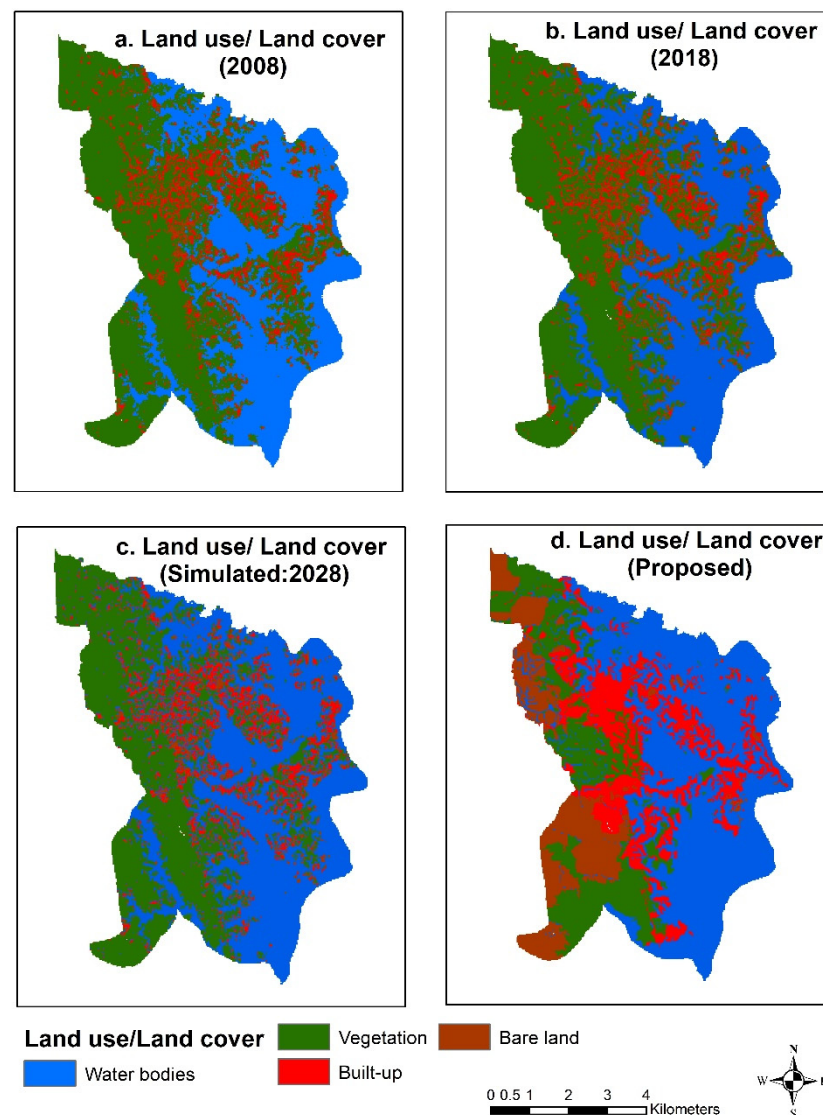 a. Land use/ Land cover
(2008)
b. Land use/ Land cover
(2018)
c. Land use/ Land cover
(Simulated:2028)
d. Land use/ Land cover
(Proposed)
Land use/Land cover
Vegetation
Bare land
Water bodies
Built-up
N
W
S
0 0.5 1 2 3 4
Kilometers